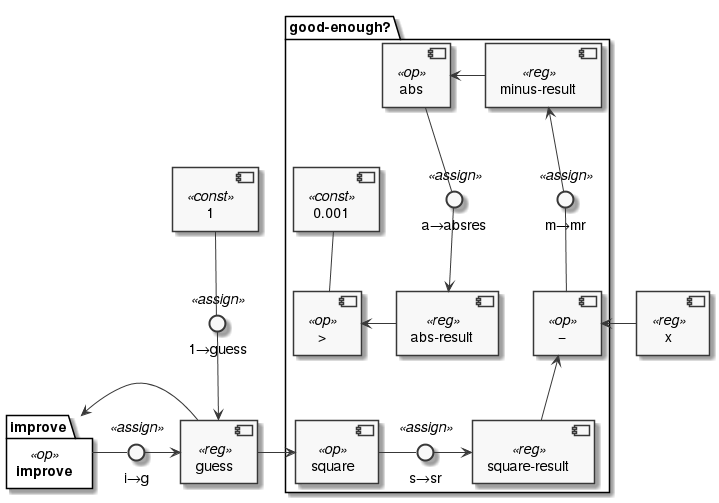 good-enough?
«op»
abs
«reg»
minus-result
«const»
1
«const»
0.001
«assign»
a→absres
«assign»
m→mr
«assign»
1→guess
«op»
>
«reg»
abs-result
«op»
–
«reg»
x
improve
«op»
improve
«assign»
i→g
«reg»
guess
«op»
square
«assign»
s→sr
«reg»
square-result